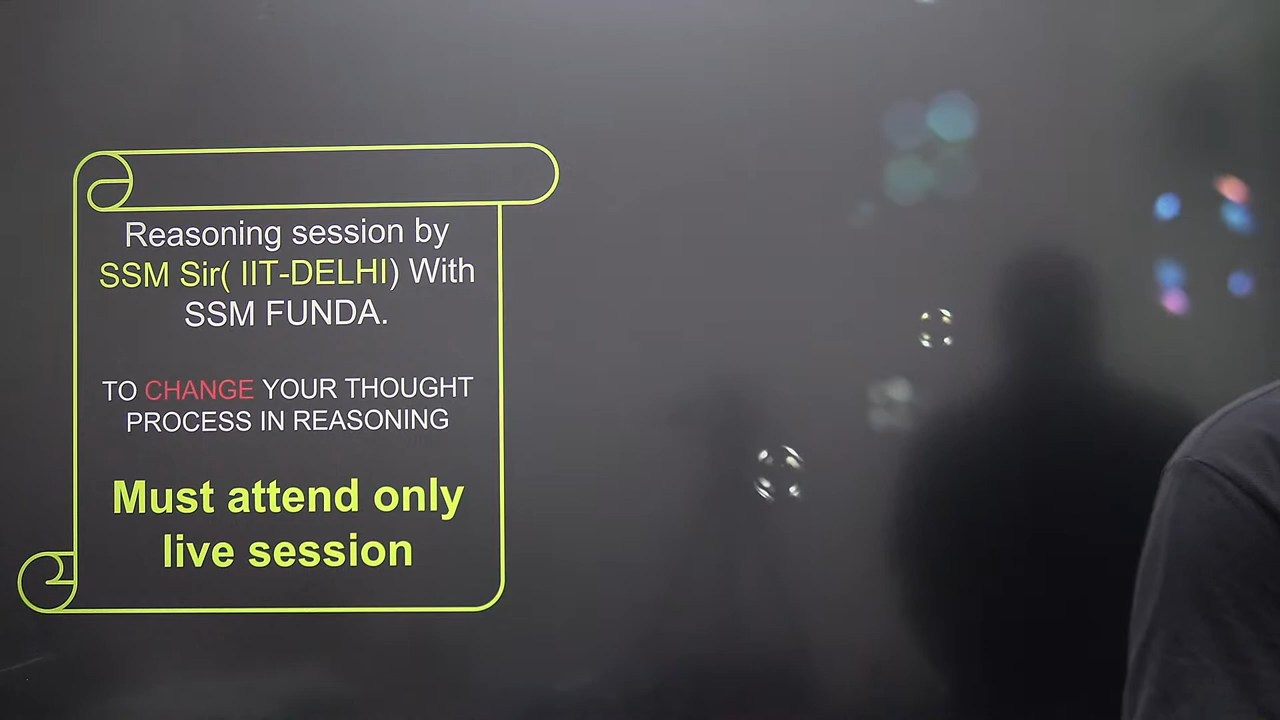 Reasoning session by
SSM Sir( IIT-DELHI) With
SSM FUNDA.
TO CHANGE YOUR THOUGHT
PROCESS IN REASONING
Must attend only
live session